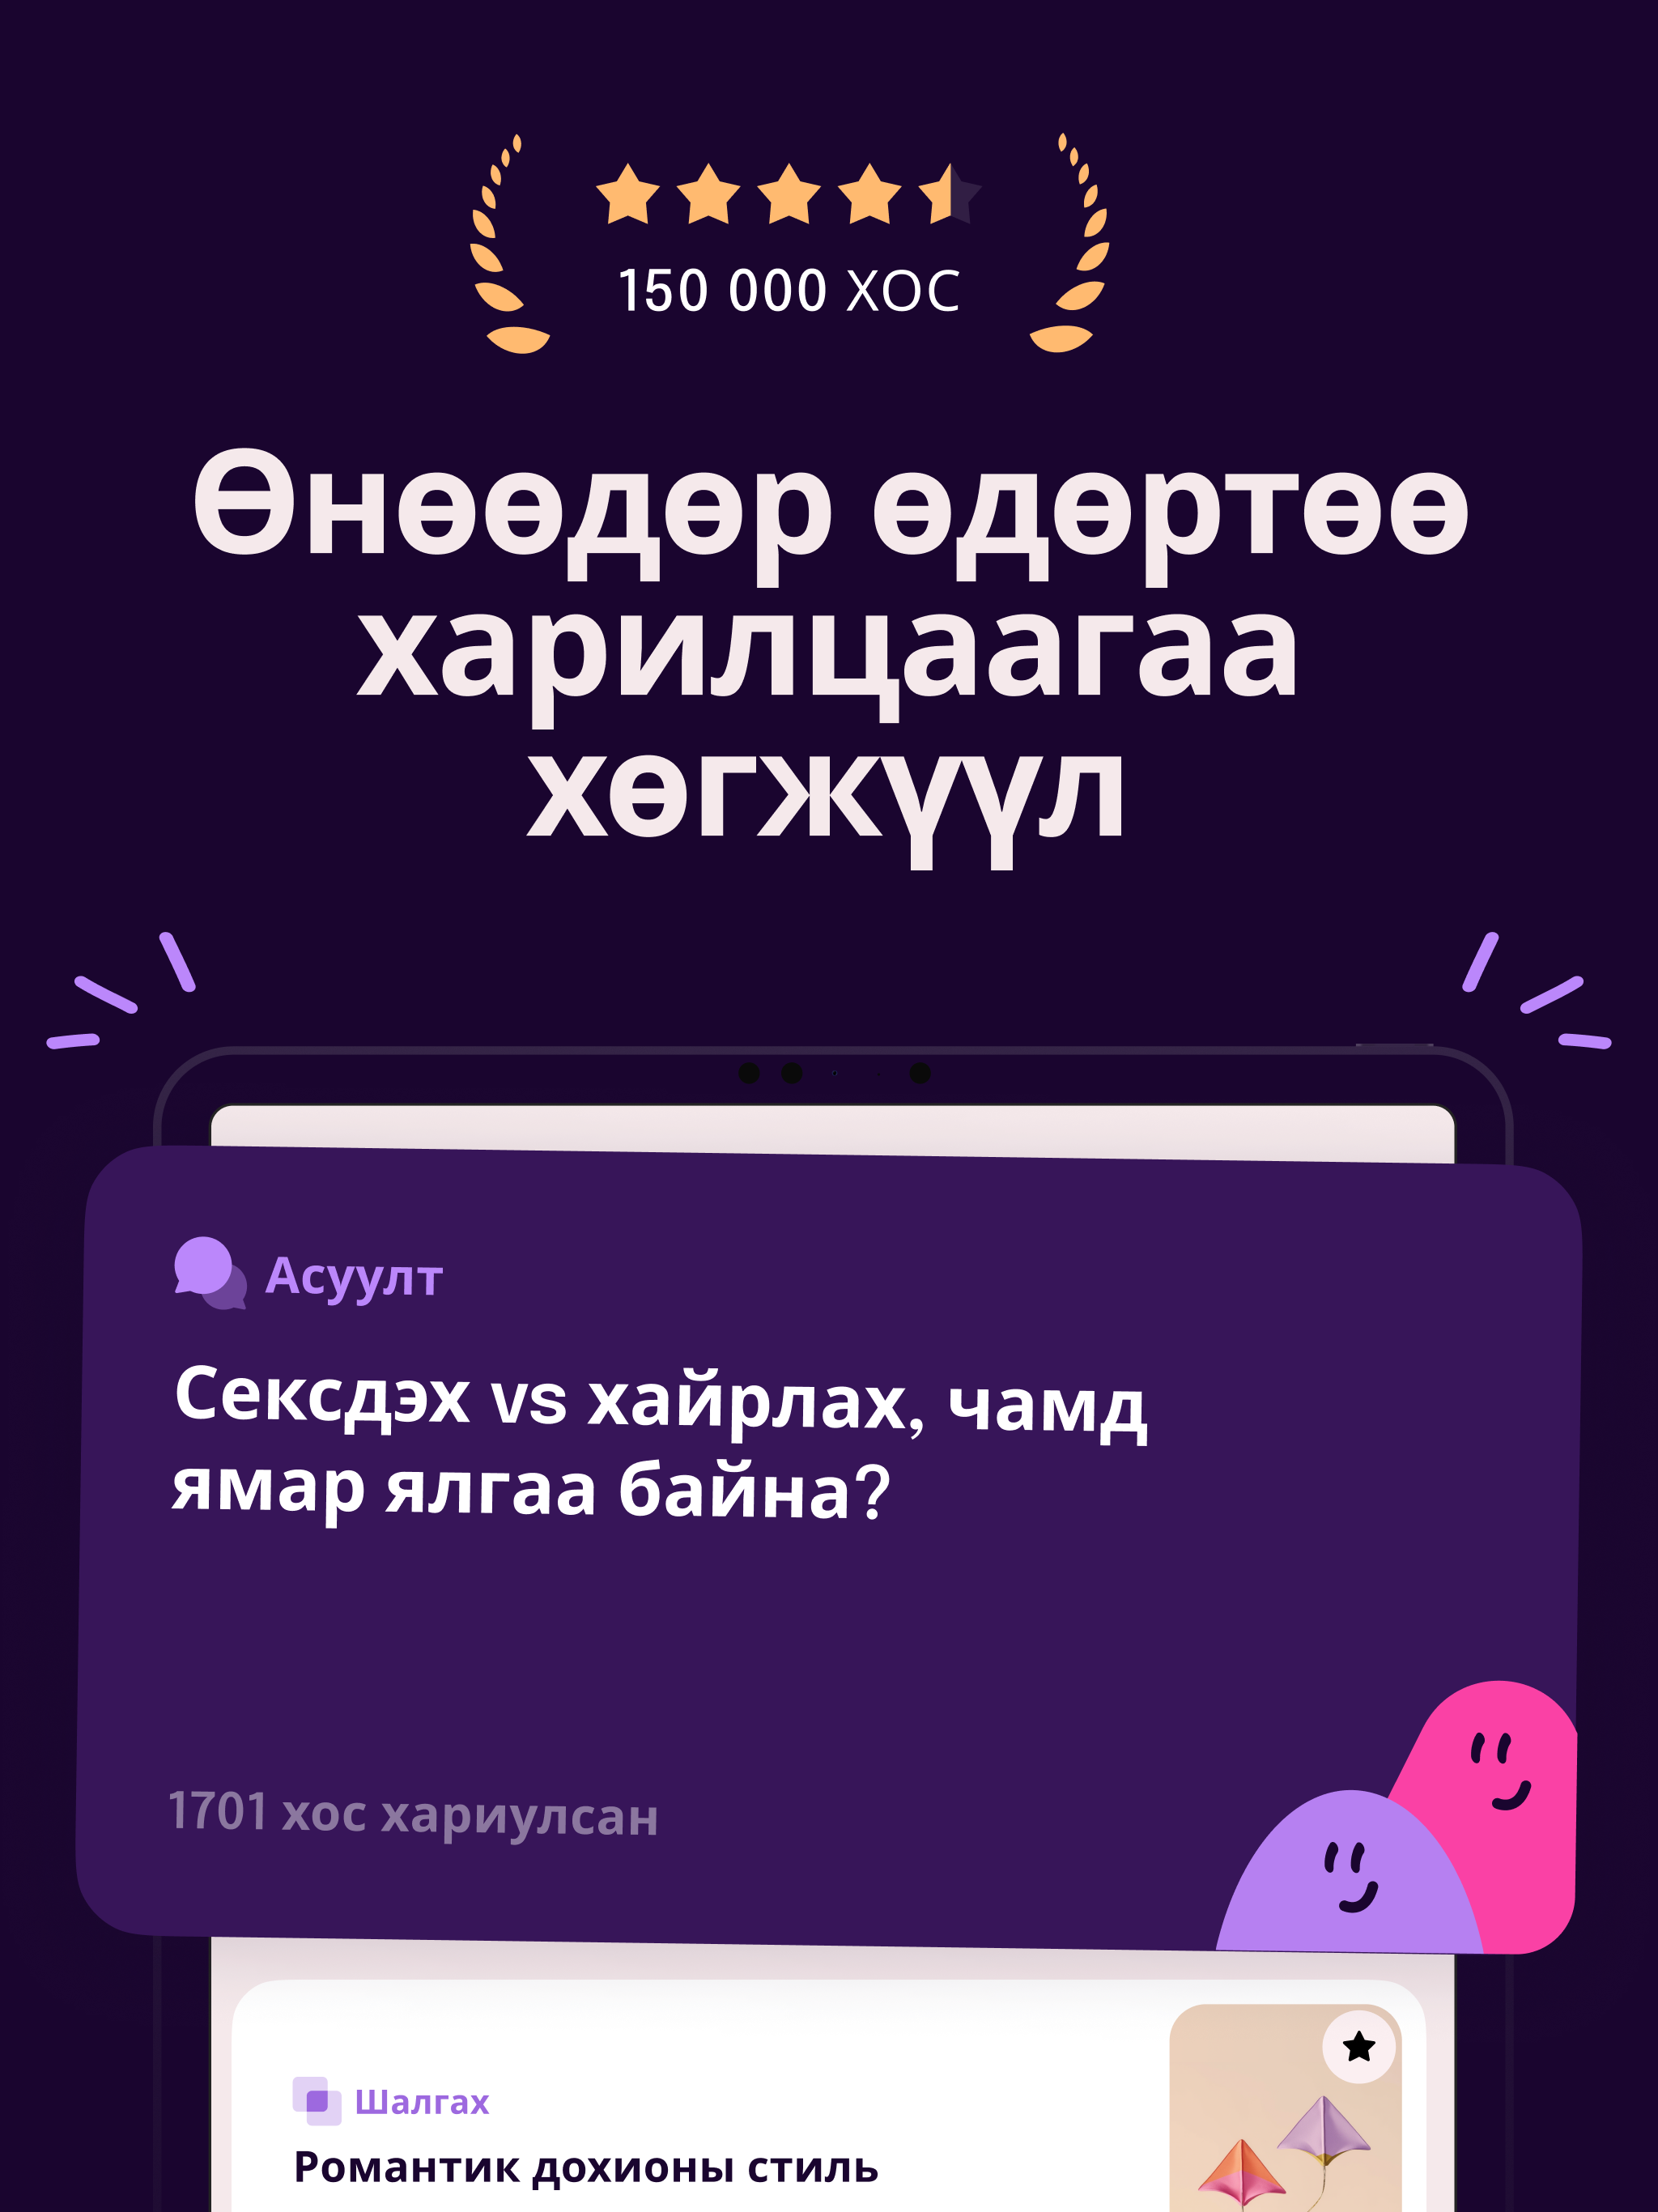 150 000 ХОС
Өнөөдөр өдөртөө
харилцаагаа
хөгжүүл
Асуулт
Сексдэх vs хайрлах, чамд
ямар ялгаа байна?
1701 хос хариулсан
Шалгах
Романтик дохионы стиль